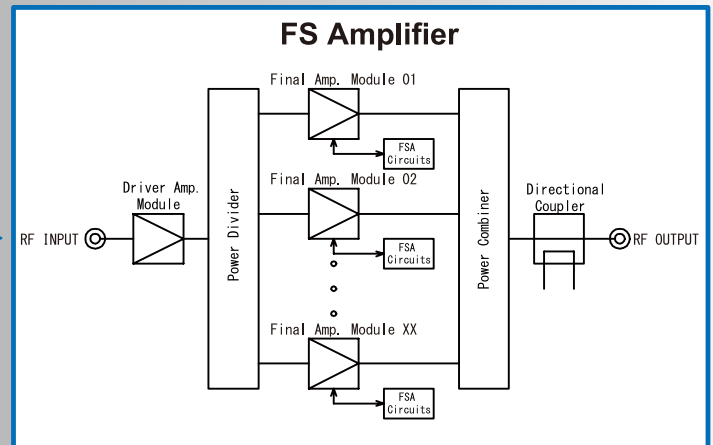 FS Amplifier
Final Amp. Module 01
FSA
Circuits
Driver Amp.
Module
Final Amp. Module 02
Directional
Coupler
RF INPUT
Power Divider
FSA
Circuits
Power Combiner
RF OUTPUT
Final Amp. Module XX
FSA
Circuits